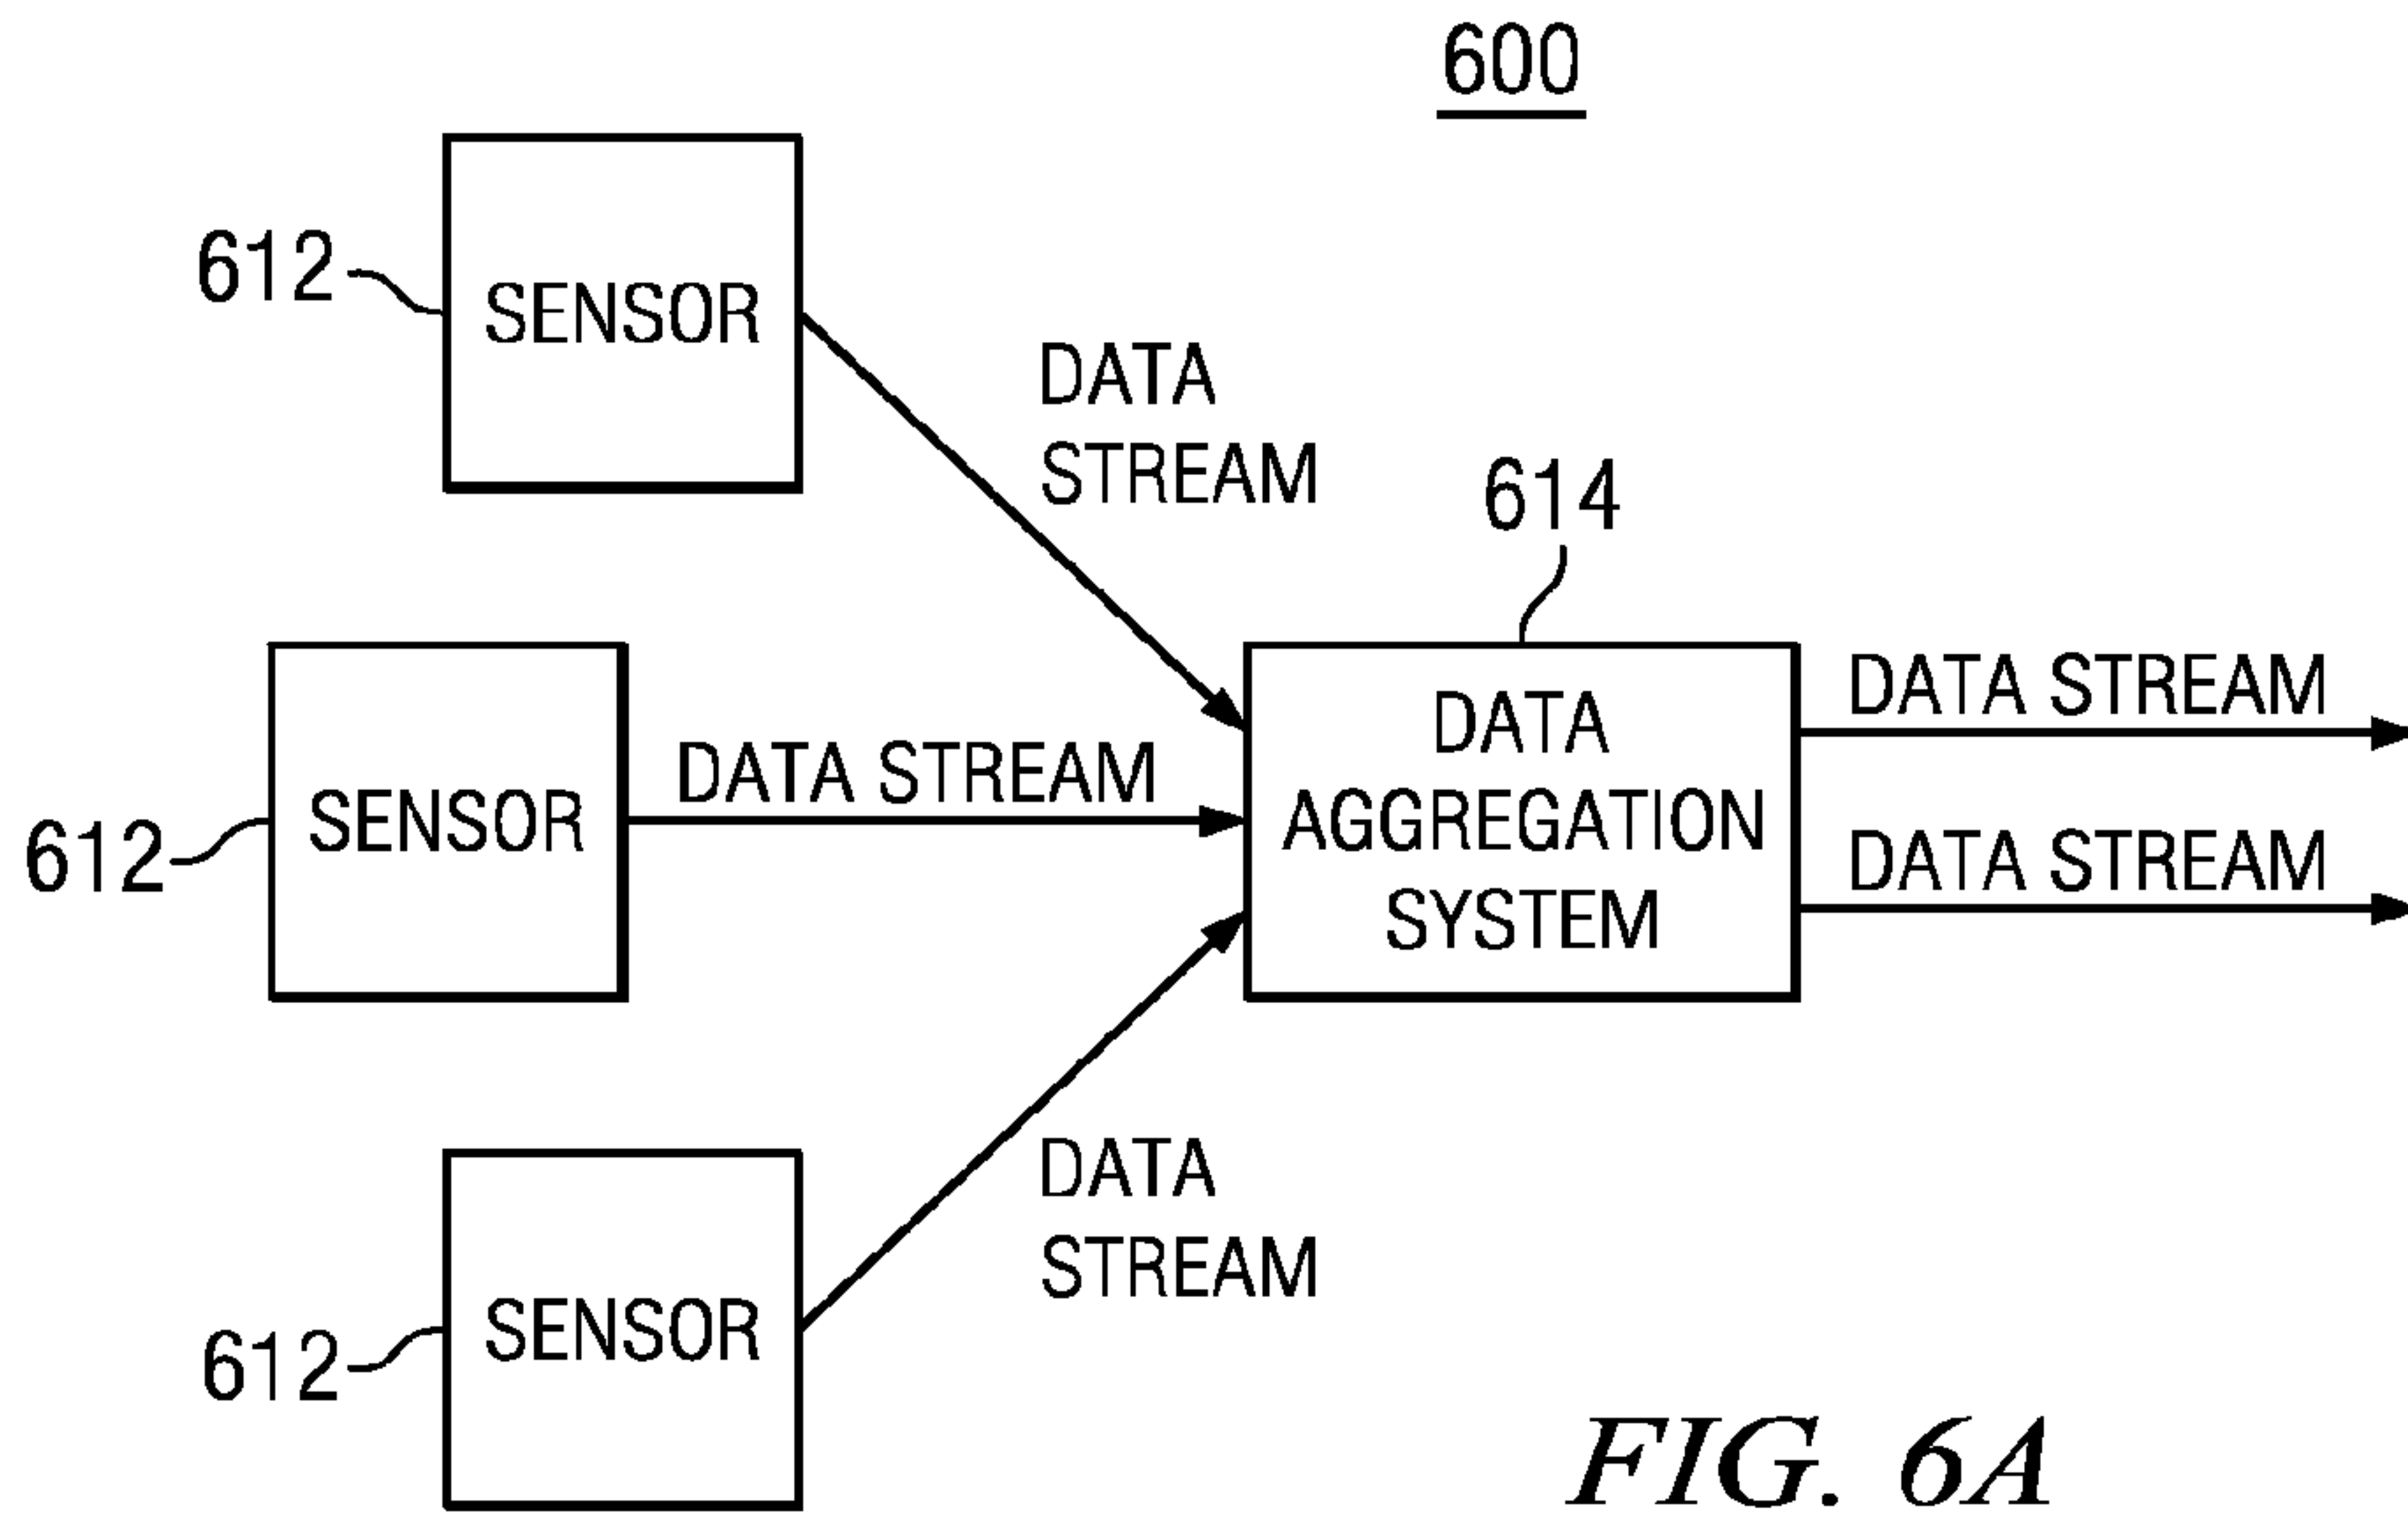 600
612
SENSOR
DATA
STREAM
614
612
SENSOR
DATA STREAM
DATA
AGGREGATION
SYSTEM
DATA STREAM
DATA STREAM
612
SENSOR
DATA
STREAM
FIG. 6A